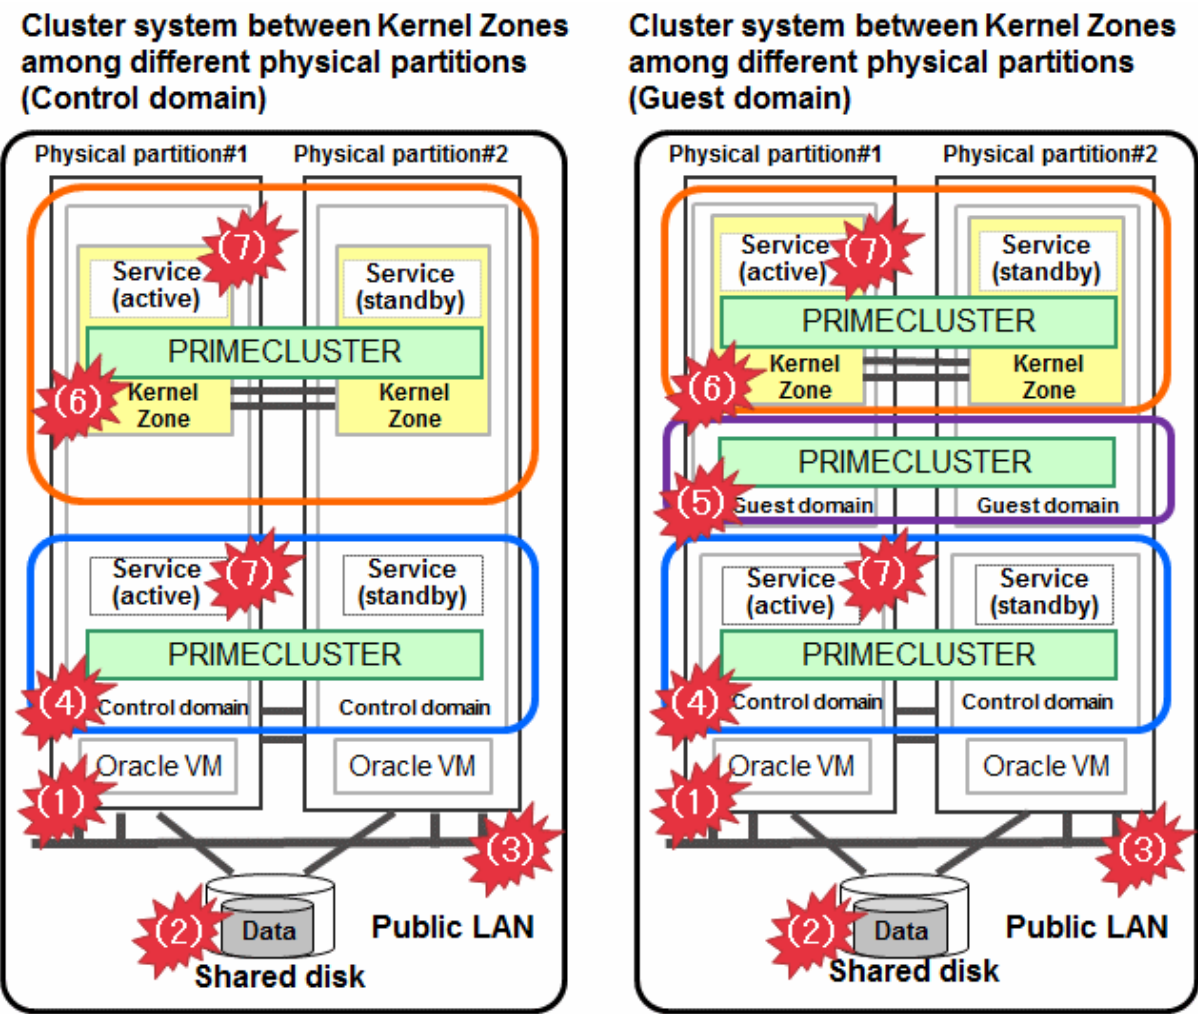 Cluster system between Kernel Zones
among different physical partitions
(Control domain)
Physical partition#1
Physical partition#2
(7)
Service
(active)
Service
(standby)
PRIMECLUSTER
(6)
Kernel
Zone
Kernel
Zone
Service
(active)
(7)
Service
(standby)
PRIMECLUSTER
(4)
Control domain
Control domain
Oracle VM
Oracle VM
(1)
(3)
(2)
Data
Public LAN
Shared disk
Cluster system between Kernel Zones
among different physical partitions
(Guest domain)
Physical partition#1
Physical partition#2
Service
(active)
(7)
Service
(standby)
PRIMECLUSTER
(6)
Kernel
Zone
Kernel
Zone
PRIMECLUSTER
(5)
Guest domain
Guest domain
Service
(active)
(7)
Service
(standby)
PRIMECLUSTER
(4)
Control domain
Control domain
Oracle VM
Oracle VM
(1)
(3)
(2)
Data
Public LAN
Shared disk